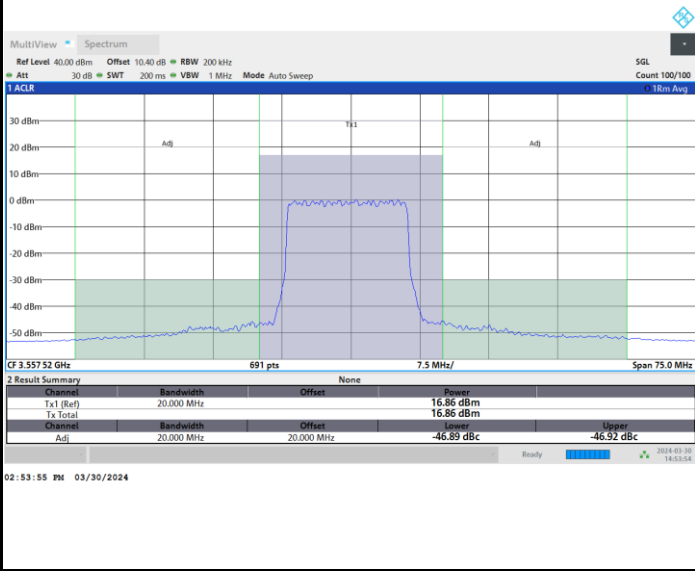 MultiView Spectrum
Ref Level 40.00 dBm Offset 10.40 dB RBW 200 kHz SGL
Att 30 dB SWT 200 ms VBW 1 MHz Mode Auto Sweep Count 100/100
1 ACLR 1Rm Avg
Tx1
Adj Adj
30 dBm
20 dBm
10 dBm
0 dBm
-10 dBm
-20 dBm
-30 dBm
-40 dBm
-50 dBm
CF 3.557 52 GHz 691 pts 7.5 MHz/ Span 75.0 MHz
2 Result Summary None
Channel Bandwidth Offset Power
Tx1 (Ref) 20.000 MHz 16.86 dBm
Tx Total 16.86 dBm
Channel Bandwidth Offset Lower Upper
Adj 20.000 MHz 20.000 MHz -46.89 dBc -46.92 dBc
Ready 2024-03-30
14:53:54
02:53:55 PM 03/30/2024